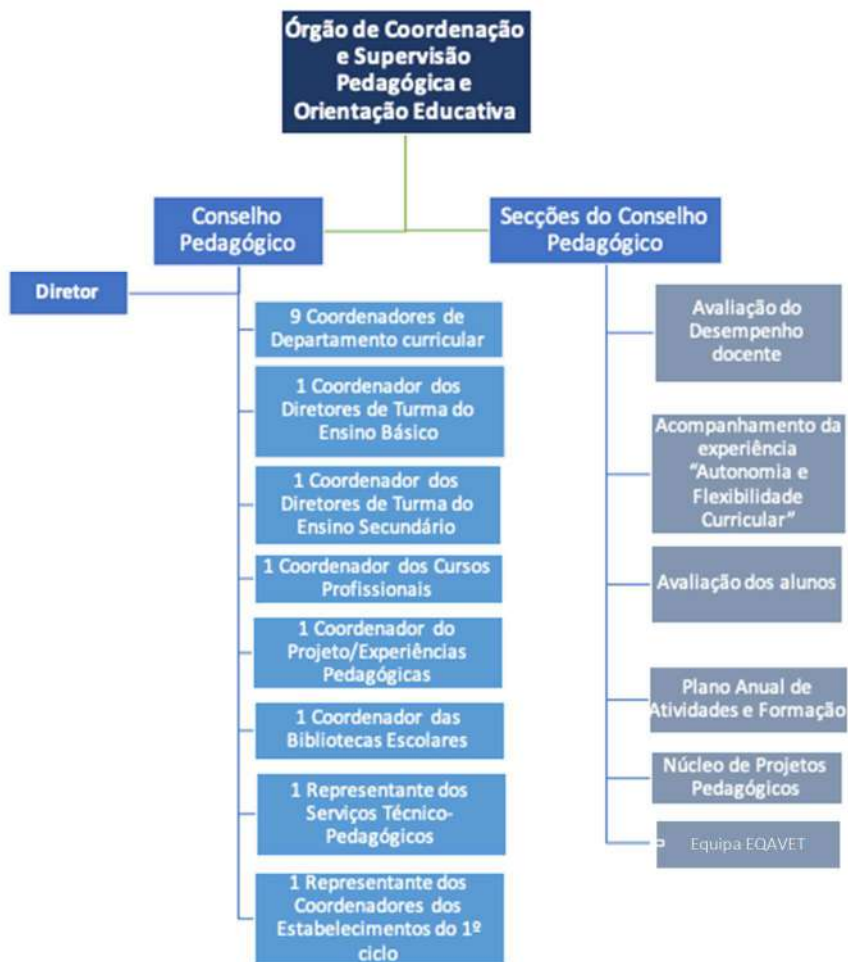 Órgão de Coordenação
e Supervisão
Pedagógica e
Orientação Educativa
Conselho
Pedagógico
Secções do Conselho
Pedagógico
Diretor
9 Coordenadores de
Departamento curricular
1 Coordenador dos
Diretores de Turma do
Ensino Básico
1 Coordenador dos
Diretores de Turma do
Ensino Secundário
1 Coordenador dos Cursos
Profissionais
1 Coordenador do
Projeto/Experiências
Pedagógicas
1 Coordenador das
Bibliotecas Escolares
1 Representante dos
Serviços Técnico-
Pedagógicos
1 Representante dos
Coordenadores dos
Estabelecimentos do 1º
ciclo
Avaliação do
Desempenho
docente
Acompanhamento da
experiência
"Autonomia e
Flexibilidade
Curricular"
Avaliação dos alunos
Plano Anual de
Atividades e Formação
Núcleo de Projetos
Pedagógicos
Equipa EQAVET